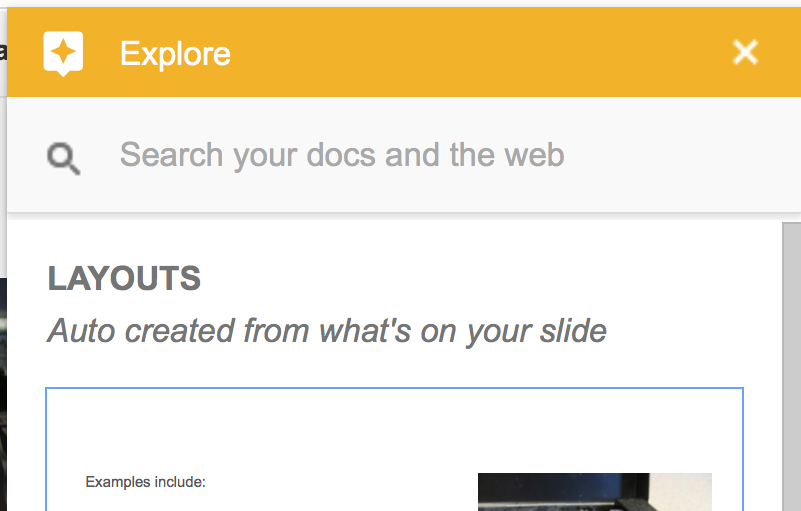 Explore
Search your docs and the web
LAYOUTS
Auto created from what's on your slide
Examples include: